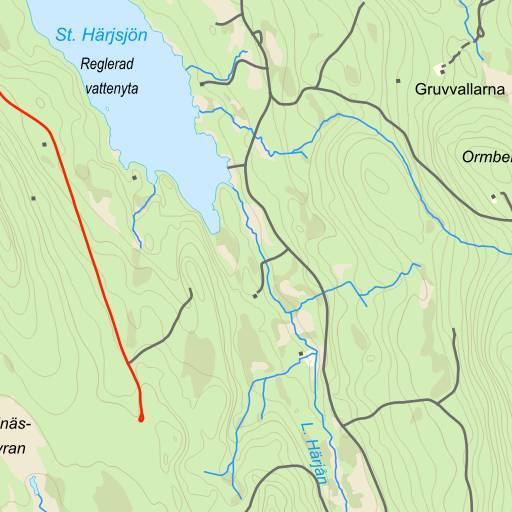 St. Härjsjön
Reglerad
vattenyta
Gruvvallarna
Ormbe
näs-
yran
L. Härjån